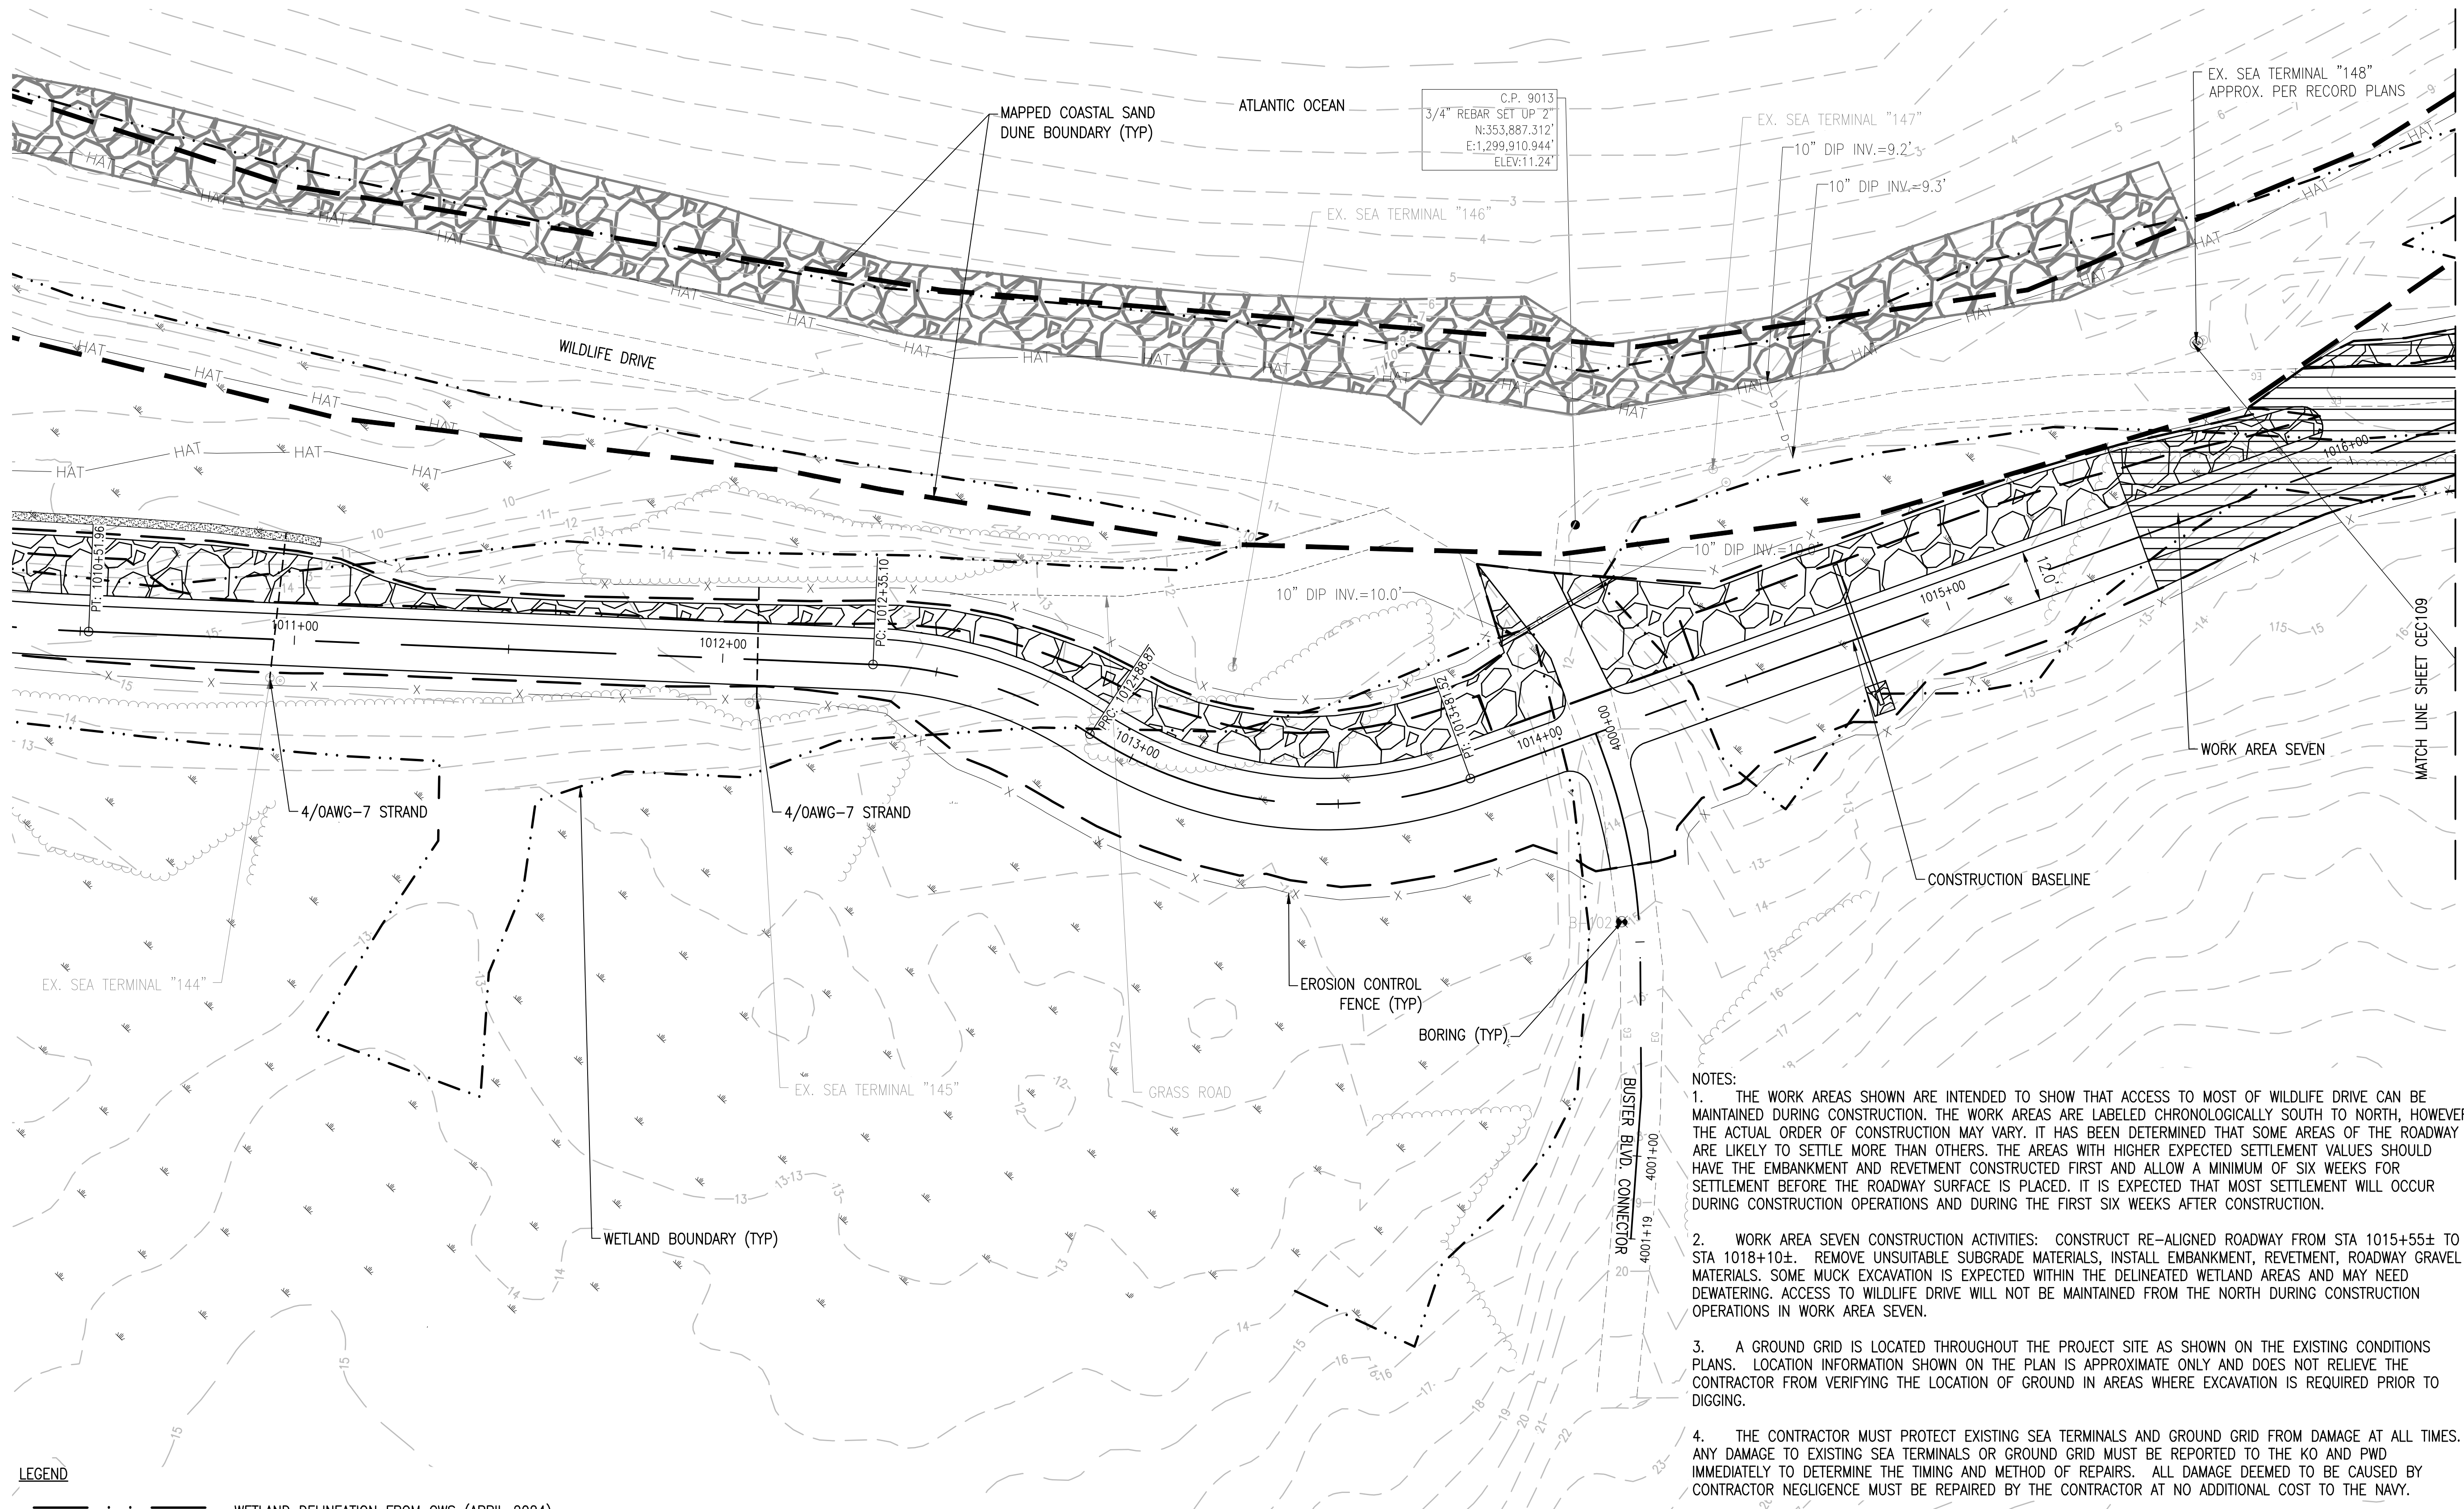 EX. SEA TERMINAL "148"
APPROX. PER RECORD PLANS
MAPPED COASTAL SAND
DUNE BOUNDARY (TYP)
ATLANTIC OCEAN
C.P. 9013
3/4" REBAR SET UP 2"
N:353,887.312'
E:1,299,910.944'
ELEV:11.24'
EX. SEA TERMINAL "147"
10" DIP INV.=9.2'
10" DIP INV.=9.3'
EX. SEA TERMINAL "146"
WILDLIFE DRIVE
HAT
HAT
HAT
HAT
HAT
PT: 1010+51.96
1011+00
1012+00
PC: 1012+35.10
PRC: 1012+88.87
1013+00
PT: 1013+81.52
1014+00
4000+00
1015+00
1016+00
12.0'
10" DIP INV.=10.0'
10" DIP INV.=10.0'
WORK AREA SEVEN
MATCH LINE SHEET CEC109
4/0AWG-7 STRAND
4/0AWG-7 STRAND
CONSTRUCTION BASELINE
EX. SEA TERMINAL "144"
EROSION CONTROL
FENCE (TYP)
B-102
BORING (TYP)
EX. SEA TERMINAL "145"
GRASS ROAD
WETLAND BOUNDARY (TYP)
BUSTER BLVD. CONNECTOR
4001+00
4001+19
NOTES:
1. THE WORK AREAS SHOWN ARE INTENDED TO SHOW THAT ACCESS TO MOST OF WILDLIFE DRIVE CAN BE
MAINTAINED DURING CONSTRUCTION. THE WORK AREAS ARE LABELED CHRONOLOGICALLY SOUTH TO NORTH, HOWEVER
THE ACTUAL ORDER OF CONSTRUCTION MAY VARY. IT HAS BEEN DETERMINED THAT SOME AREAS OF THE ROADWAY
ARE LIKELY TO SETTLE MORE THAN OTHERS. THE AREAS WITH HIGHER EXPECTED SETTLEMENT VALUES SHOULD
HAVE THE EMBANKMENT AND REVETMENT CONSTRUCTED FIRST AND ALLOW A MINIMUM OF SIX WEEKS FOR
SETTLEMENT BEFORE THE ROADWAY SURFACE IS PLACED. IT IS EXPECTED THAT MOST SETTLEMENT WILL OCCUR
DURING CONSTRUCTION OPERATIONS AND DURING THE FIRST SIX WEEKS AFTER CONSTRUCTION.
2. WORK AREA SEVEN CONSTRUCTION ACTIVITIES: CONSTRUCT RE-ALIGNED ROADWAY FROM STA 1015+55± TO
STA 1018+10±. REMOVE UNSUITABLE SUBGRADE MATERIALS, INSTALL EMBANKMENT, REVETMENT, ROADWAY GRAVEL
MATERIALS. SOME MUCK EXCAVATION IS EXPECTED WITHIN THE DELINEATED WETLAND AREAS AND MAY NEED
DEWATERING. ACCESS TO WILDLIFE DRIVE WILL NOT BE MAINTAINED FROM THE NORTH DURING CONSTRUCTION
OPERATIONS IN WORK AREA SEVEN.
3. A GROUND GRID IS LOCATED THROUGHOUT THE PROJECT SITE AS SHOWN ON THE EXISTING CONDITIONS
PLANS. LOCATION INFORMATION SHOWN ON THE PLAN IS APPROXIMATE ONLY AND DOES NOT RELIEVE THE
CONTRACTOR FROM VERIFYING THE LOCATION OF GROUND IN AREAS WHERE EXCAVATION IS REQUIRED PRIOR TO
DIGGING.
4. THE CONTRACTOR MUST PROTECT EXISTING SEA TERMINALS AND GROUND GRID FROM DAMAGE AT ALL TIMES.
ANY DAMAGE TO EXISTING SEA TERMINALS OR GROUND GRID MUST BE REPORTED TO THE KO AND PWD
IMMEDIATELY TO DETERMINE THE TIMING AND METHOD OF REPAIRS. ALL DAMAGE DEEMED TO BE CAUSED BY
CONTRACTOR NEGLIGENCE MUST BE REPAIRED BY THE CONTRACTOR AT NO ADDITIONAL COST TO THE NAVY.
LEGEND